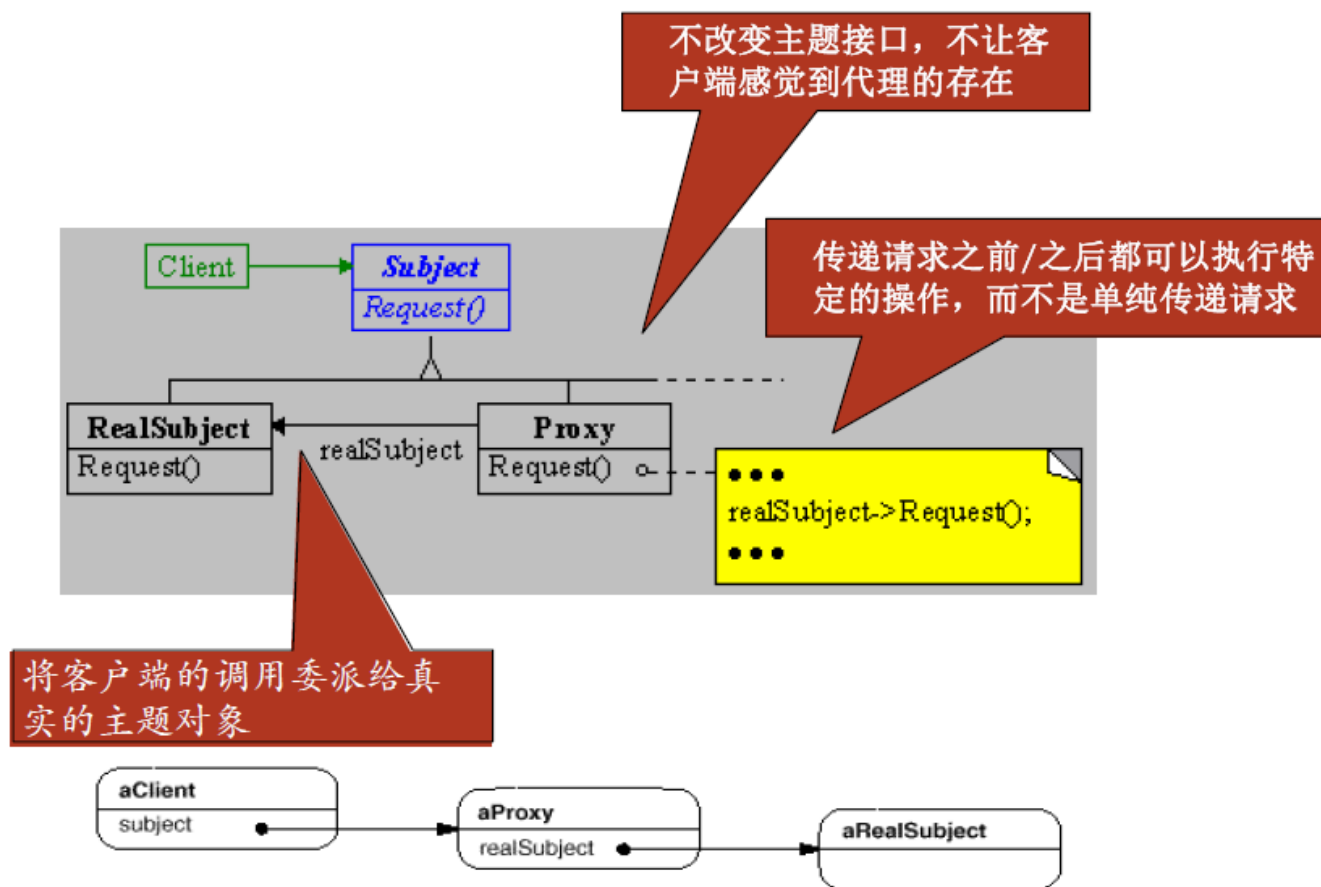 不改变主题接口，不让客
户端感觉到代理的存在
传递请求之前/之后都可以执行特
定的操作，而不是单纯传递请求
Client
Subject
Request()
RealSubject
Request()
realSubject
Proxy
Request()
•••
realSubject->Request();
•••
将客户端的调用委派给真
实的主题对象
aClient
subject
aProxy
realSubject
aRealSubject